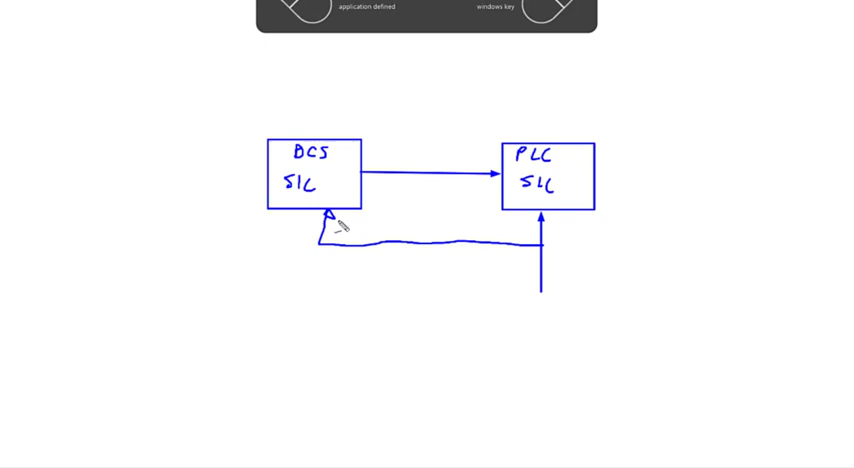 application defined
windows key
DCS
SIC
PLC
SIC